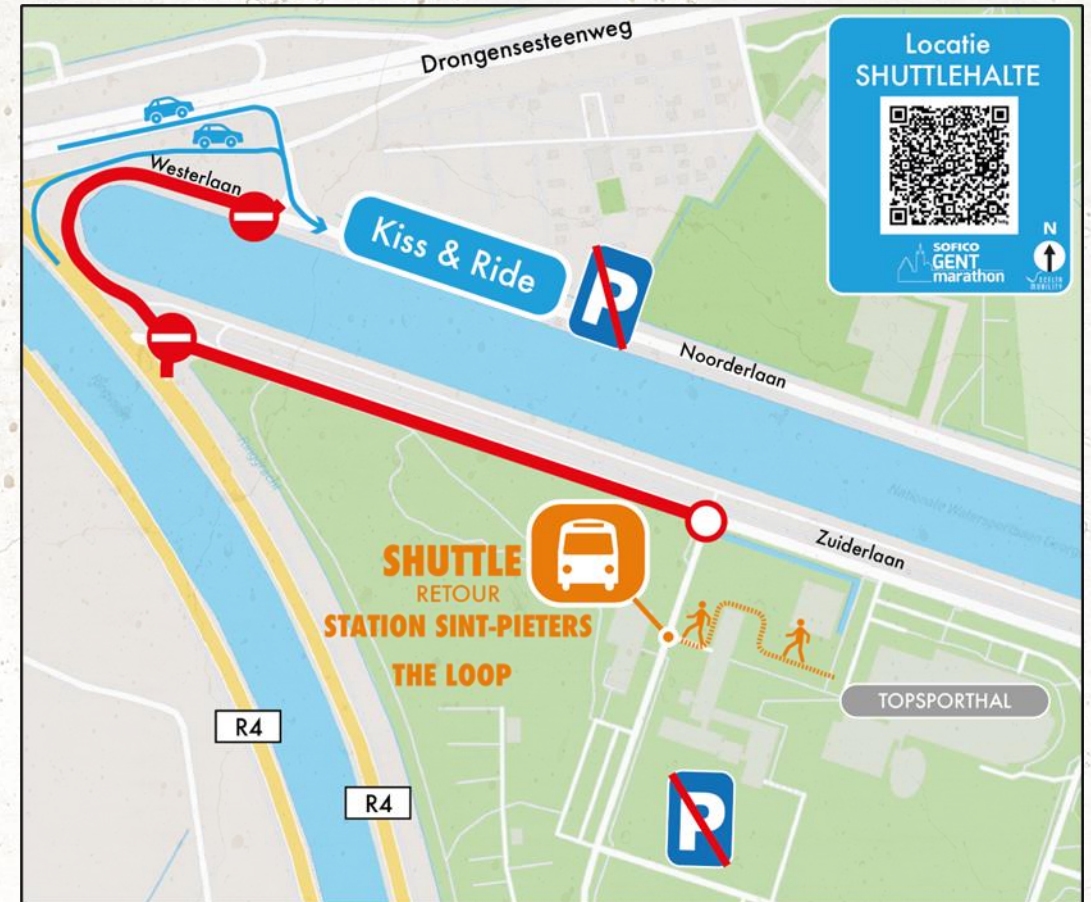 Drongensesteenweg
Locatie
SHUTTLEHALTE
SOFICO
GENT
marathon
N
Westerlaan
Kiss & Ride
P
Noorderlaan
Zuiderlaan
SHUTTLE
RETOUR
STATION SINT-PIETERS
THE LOOP
TOPSPORTHAL
R4
R4
P